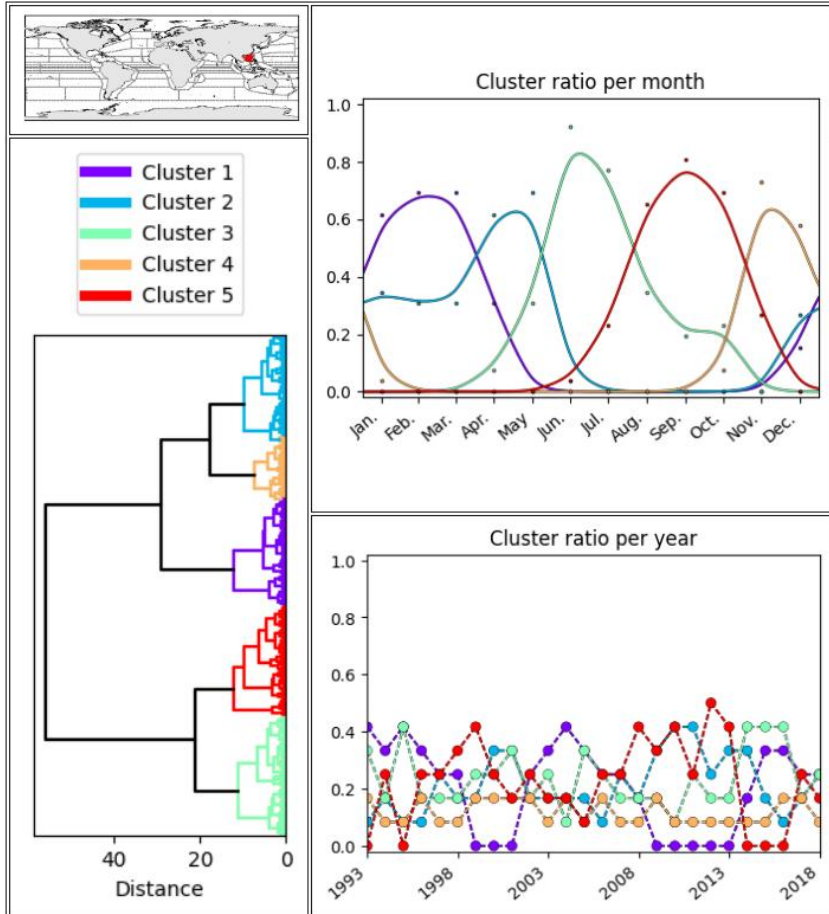 Cluster 1
Cluster 2
Cluster 3
Cluster 4
Cluster 5
40
20
0
Distance
Cluster ratio per month
1.0
0.8
0.6
0.4
0.2
0.0
Jan.
Feb.
Mar.
Apr.
May
Jun.
Jul.
Aug.
Sep.
Oct.
Nov.
Dec.
Cluster ratio per year
1.0
0.8
0.6
0.4
0.2
0.0
1993
1998
2003
2008
2013
2018